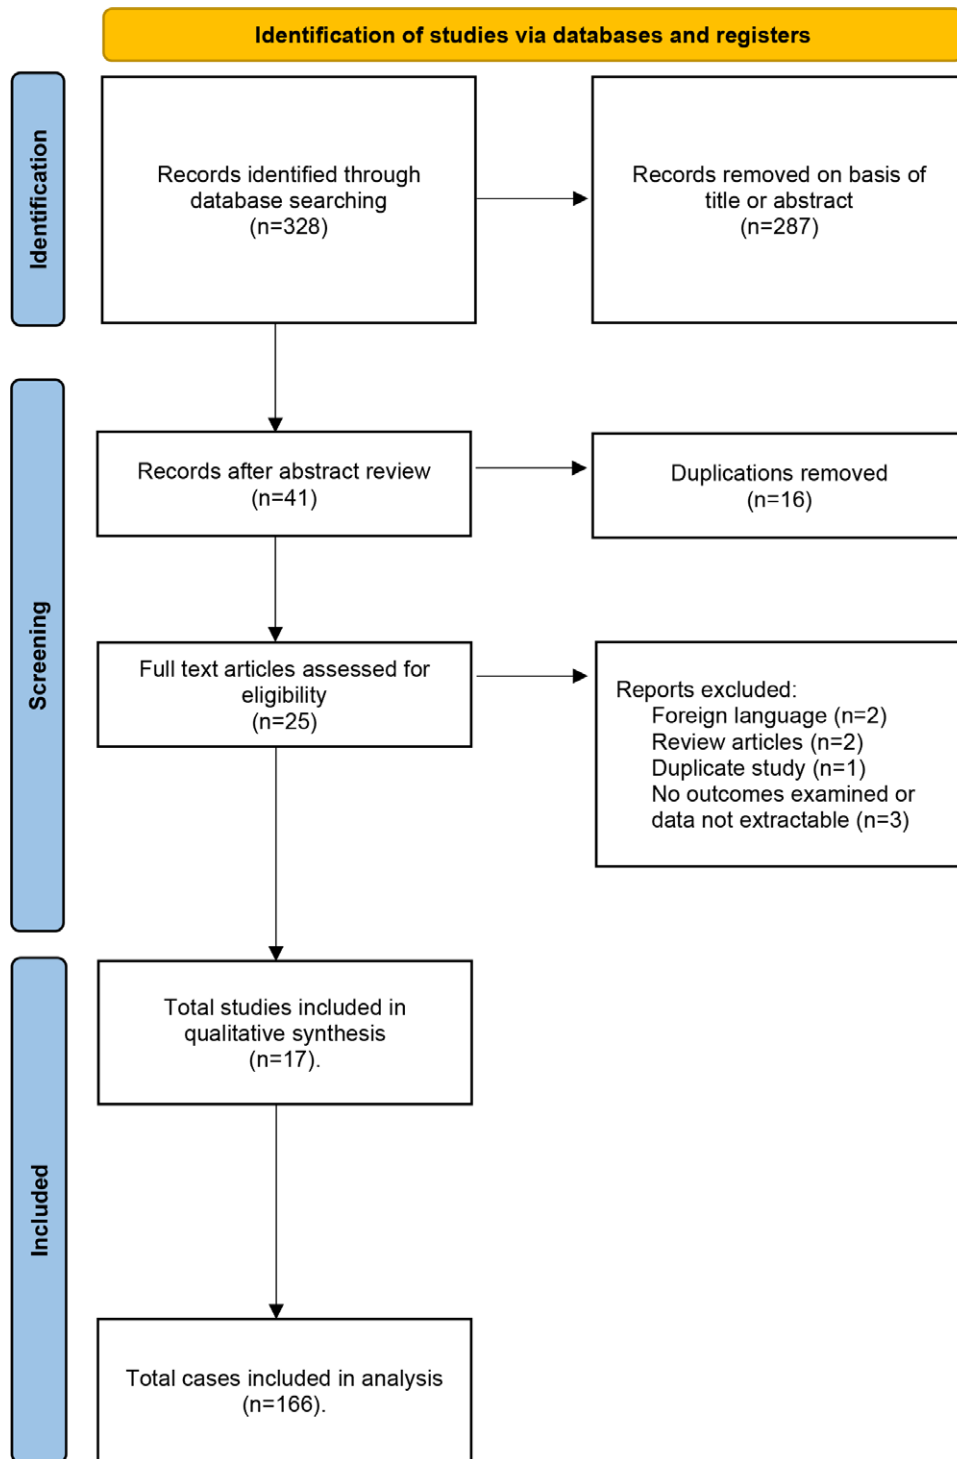 Identification of studies via databases and registers
Identification
Records identified through
database searching
(n=328)
Records removed on basis of
title or abstract
(n=287)
Screening
Records after abstract review
(n=41)
Duplications removed
(n=16)
Full text articles assessed for
eligibility
(n=25)
Reports excluded:
Foreign language (n=2)
Review articles (n=2)
Duplicate study (n=1)
No outcomes examined or
data not extractable (n=3)
Included
Total studies included in
qualitative synthesis
(n=17).
Total cases included in analysis
(n=166).